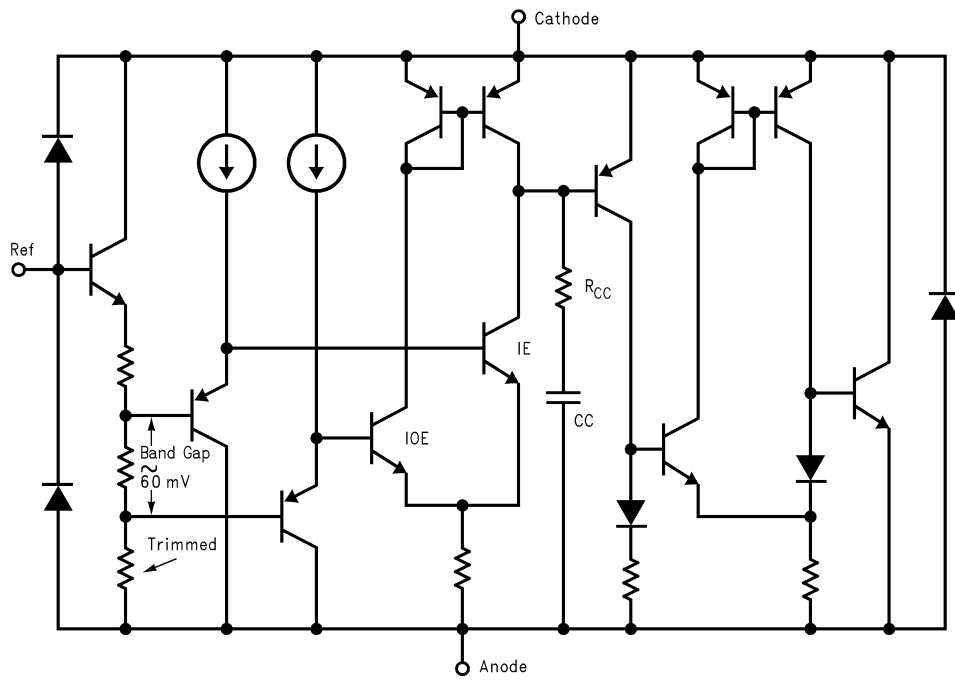 Cathode
Ref
R_CC
IE
CC
IOE
Band Gap
≈
60 mV
Trimmed
Anode